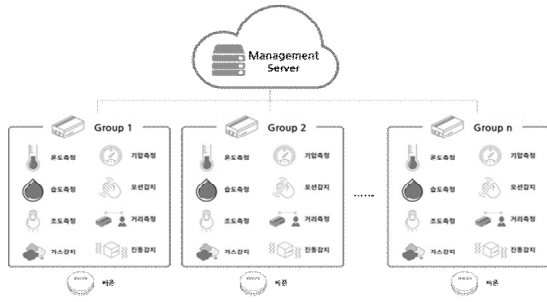 Management
Server
Group 1
온도측정
기압측정
습도측정
모션감지
조도측정
거리측정
가스감지
진동감지
비콘
Group 2
온도측정
기압측정
습도측정
모션감지
조도측정
거리측정
가스감지
진동감지
비콘
......
Group n
온도측정
기압측정
습도측정
모션감지
조도측정
거리측정
가스감지
진동감지
비콘